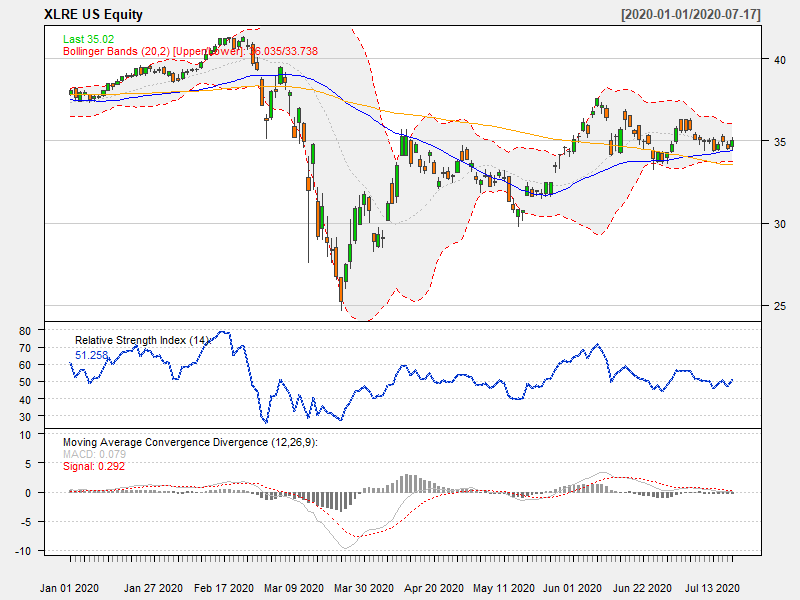 XLRE US Equity [2020-01-01/2020-07-17]
Last 35.02
Bollinger Bands (20,2) [Upper/Lower]: 36.035/33.738
40
35
30
25
Relative Strength Index (14):
51.258
80
70
60
50
40
30
Moving Average Convergence Divergence (12,26,9):
MACD: 0.079
Signal: 0.292
10
5
0
-5
-10
Jan 01 2020 Jan 27 2020 Feb 17 2020 Mar 09 2020 Mar 30 2020 Apr 20 2020 May 11 2020 Jun 01 2020 Jun 22 2020 Jul 13 2020